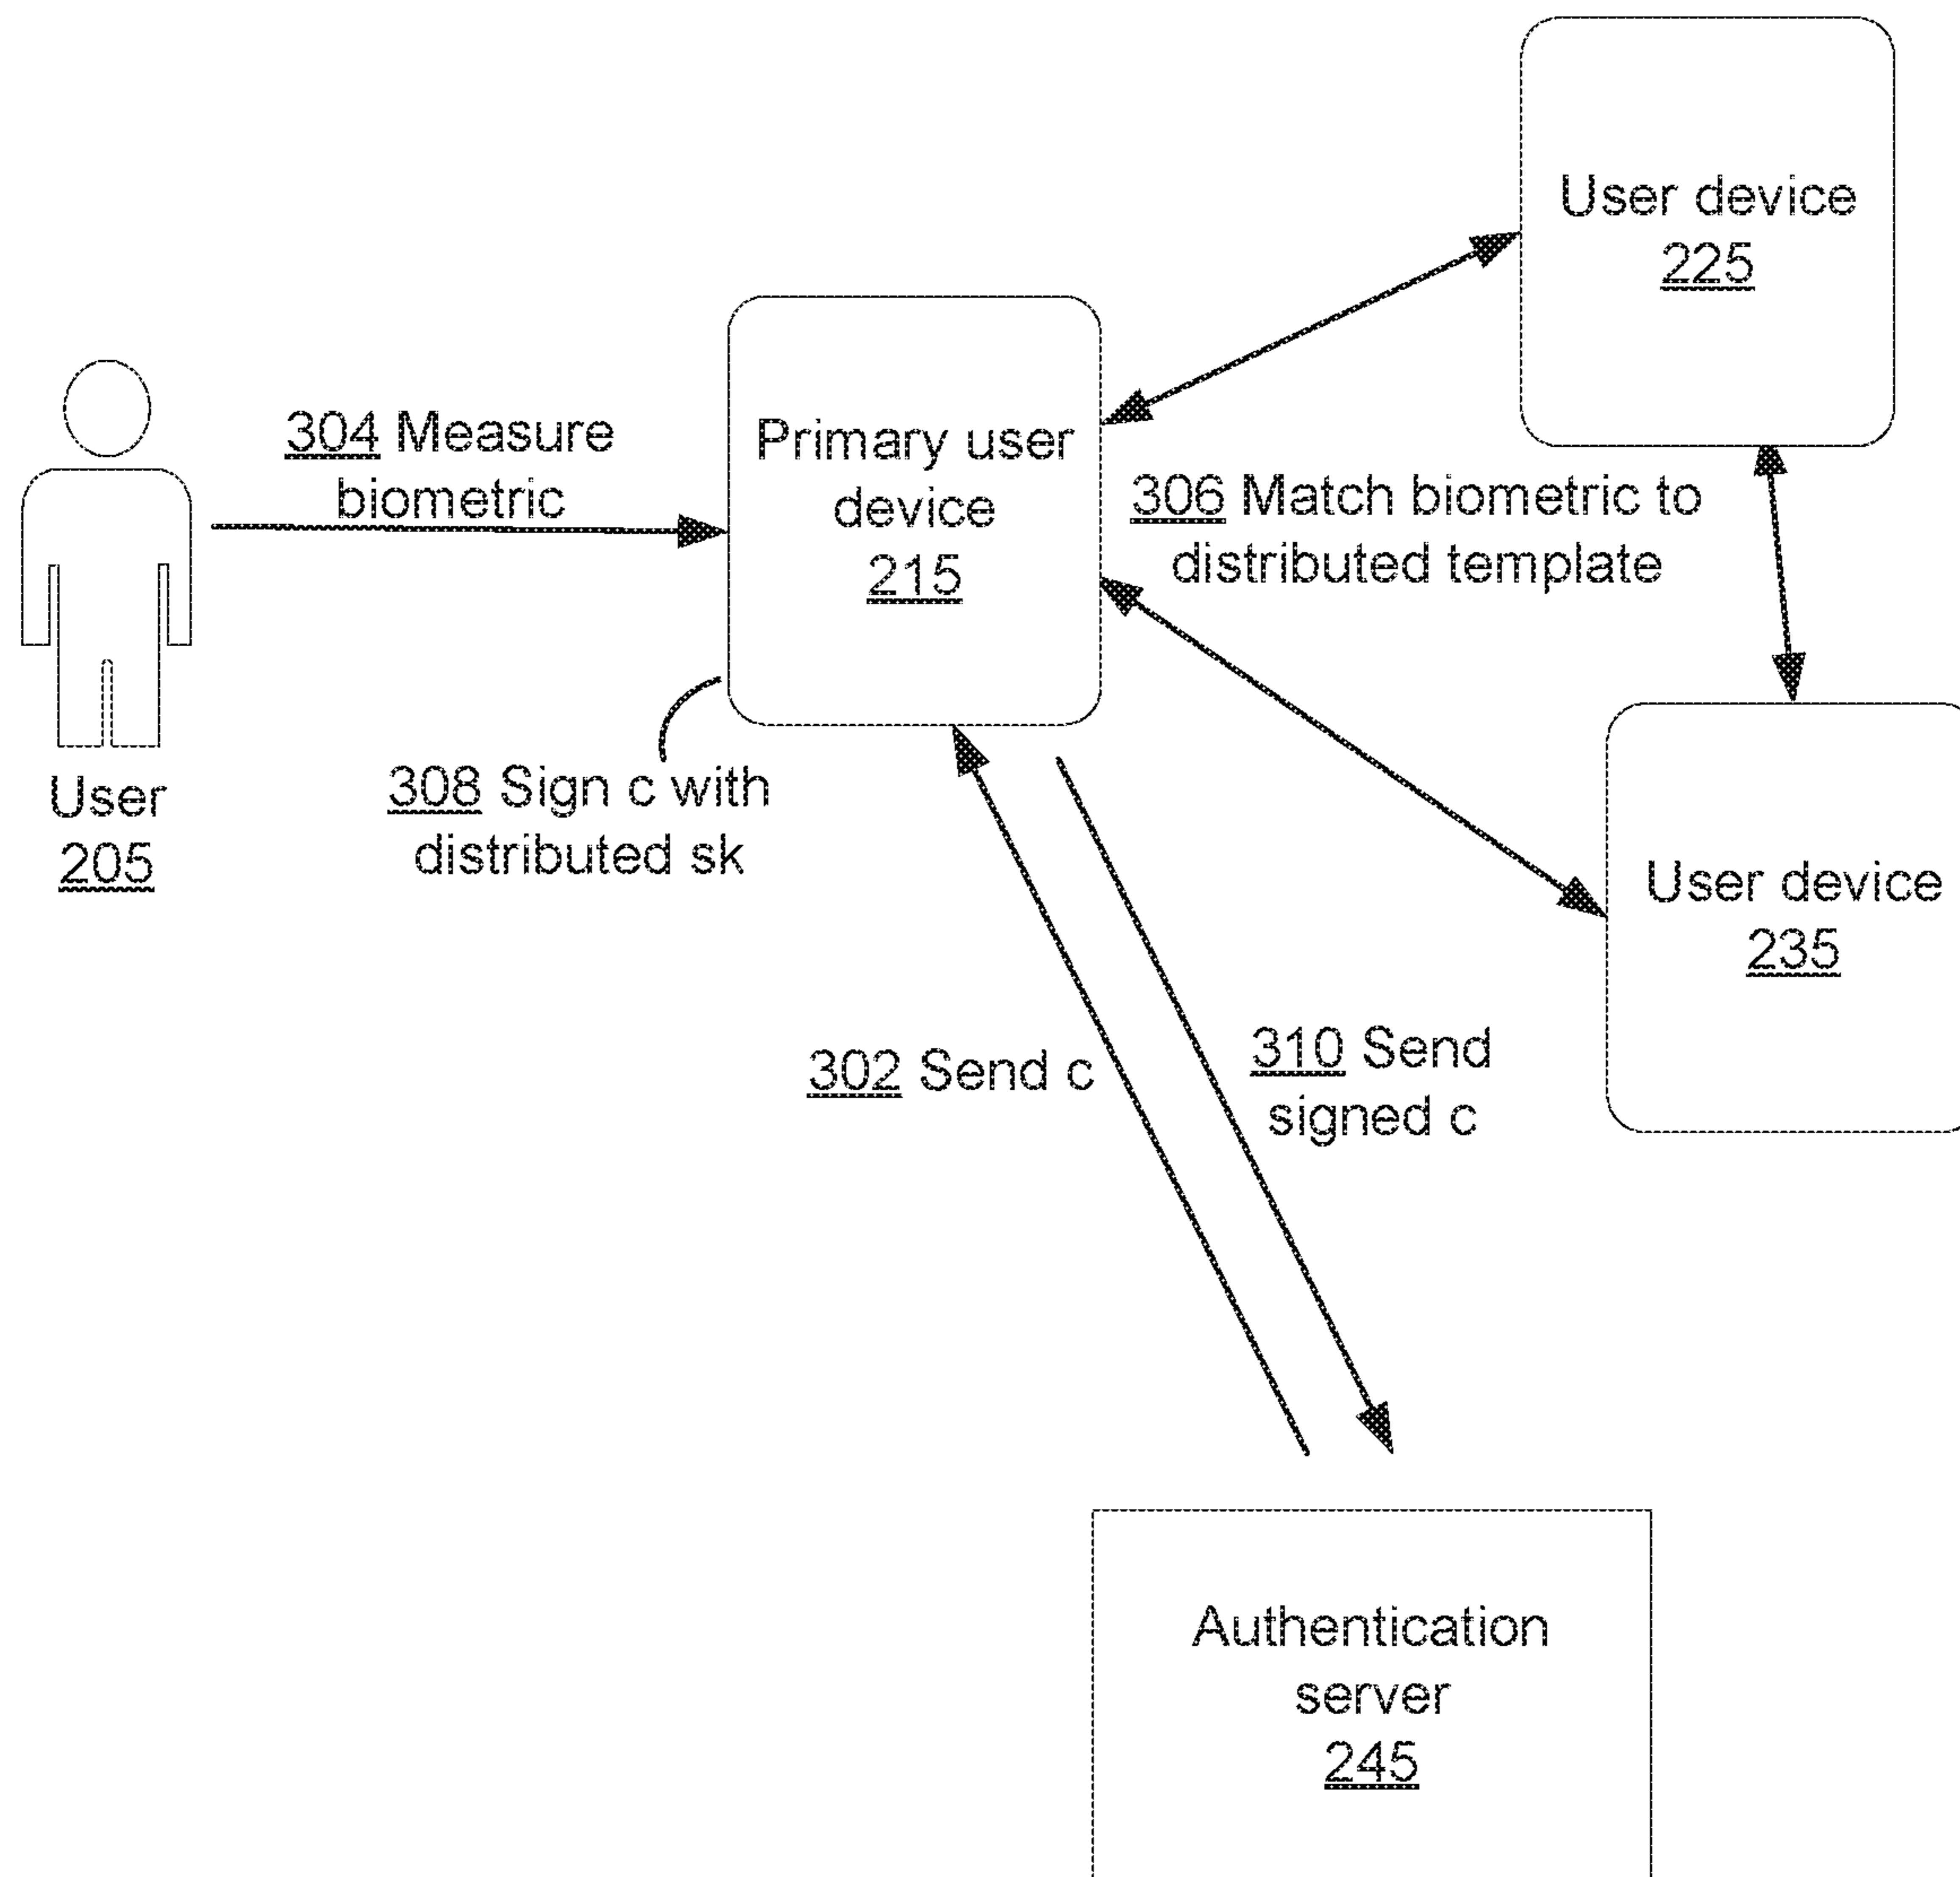 User device
225
304 Measure
biometric
Primary user
device
215
306 Match biometric to
distributed template
User
205
308 Sign c with
distributed sk
User device
235
302 Send c
310 Send
signed c
Authentication
server
245